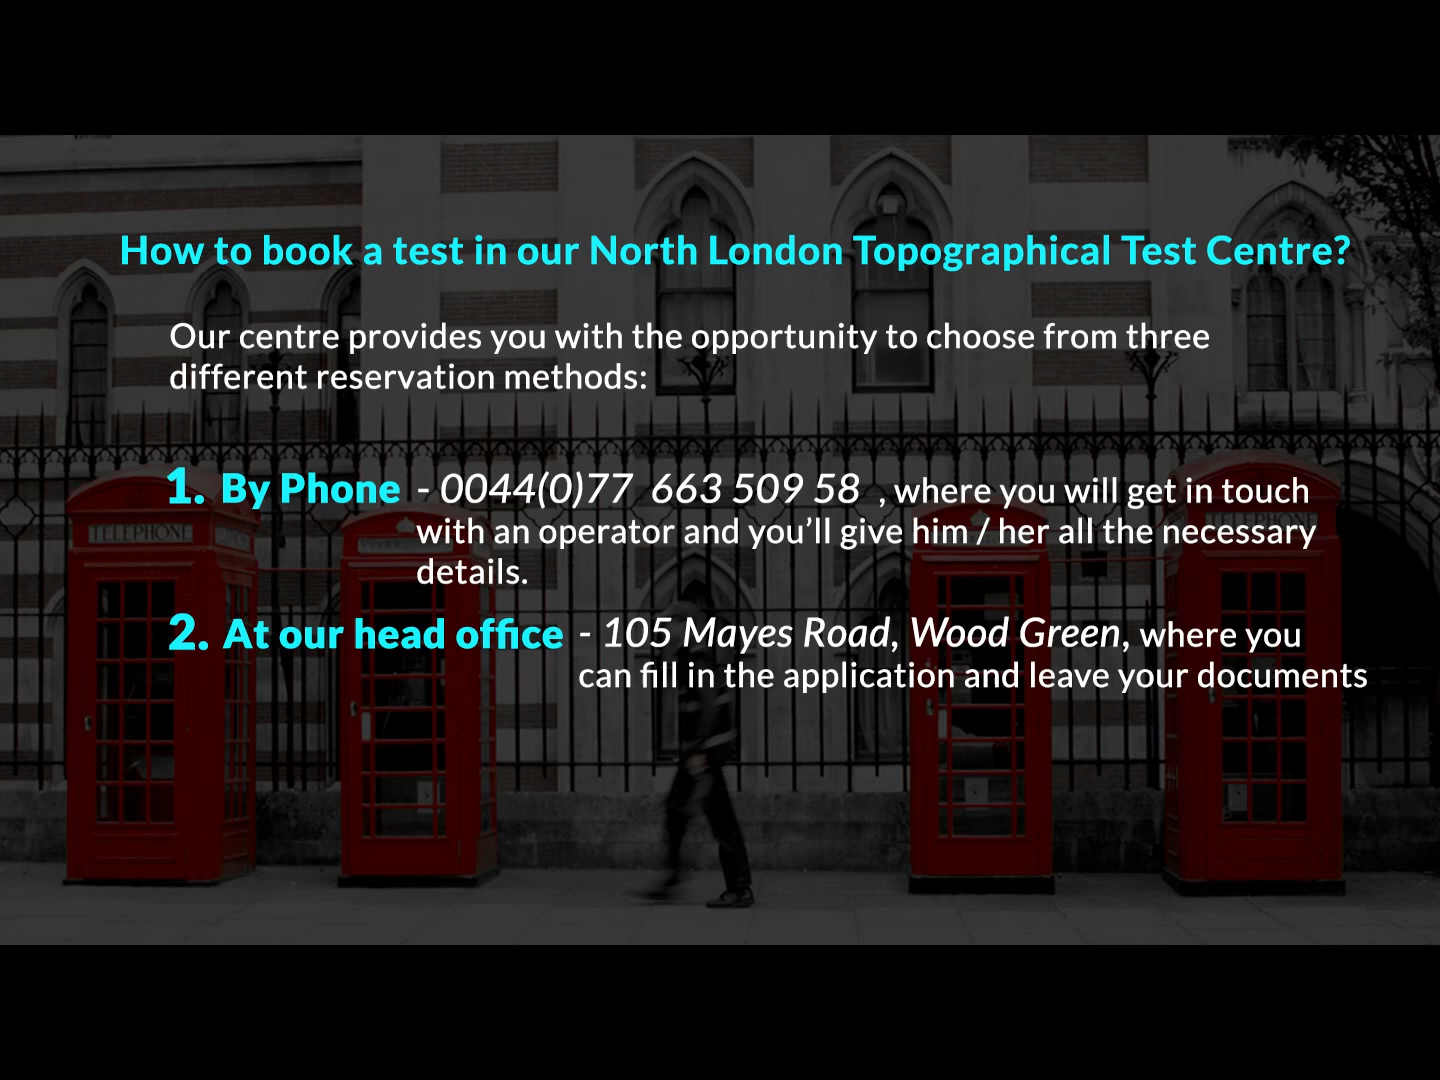 How to book a test in our North London Topographical Test Centre?
Our centre provides you with the opportunity to choose from three
different reservation methods:
1. By Phone - 0044(0)77 663 509 58 , where you will get in touch
with an operator and you’ll give him / her all the necessary
details.
2. At our head office - 105 Mayes Road, Wood Green, where you
can fill in the application and leave your documents
TELEPHONE
TELEPHONE